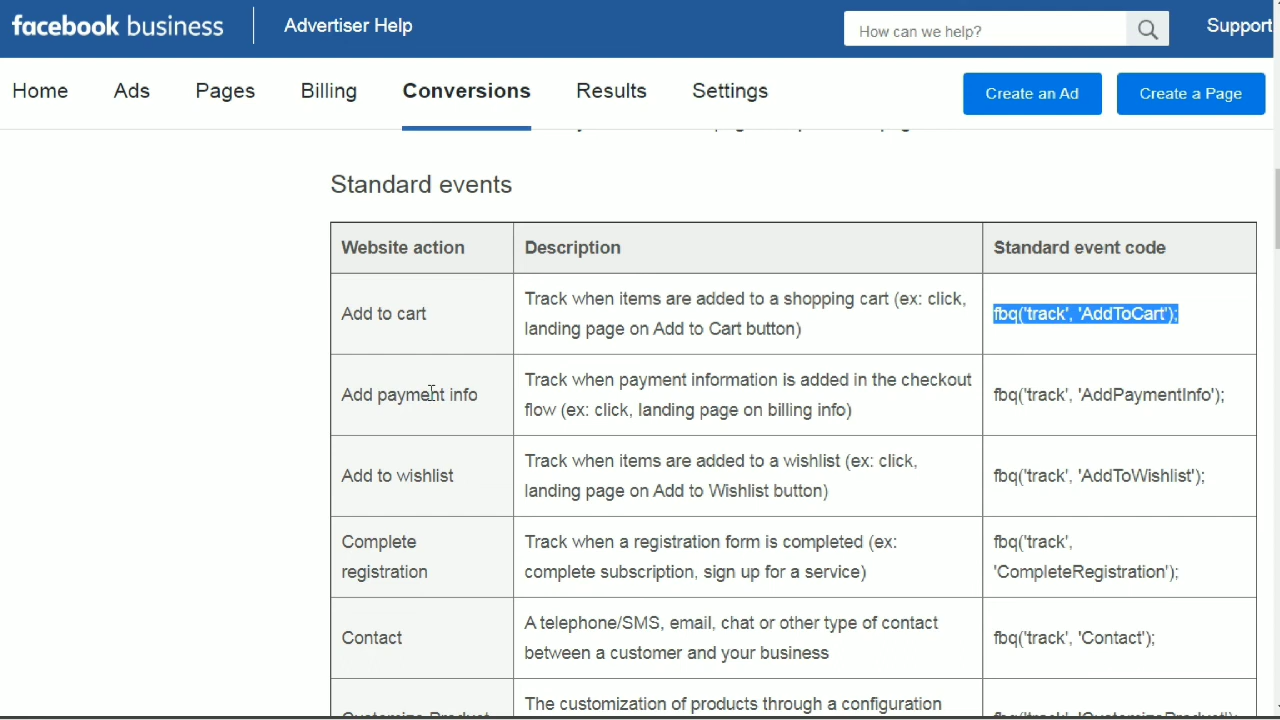 facebook business
Advertiser Help
How can we help?
Support
Home
Ads
Pages
Billing
Conversions
Results
Settings
Create an Ad
Create a Page
Standard events
Website action
Description
Standard event code
Add to cart
Track when items are added to a shopping cart (ex: click,
landing page on Add to Cart button)
fbq('track', 'AddToCart');
Add payment info
Track when payment information is added in the checkout
flow (ex: click, landing page on billing info)
fbq('track', 'AddPaymentInfo');
Add to wishlist
Track when items are added to a wishlist (ex: click,
landing page on Add to Wishlist button)
fbq('track', 'AddToWishlist');
Complete
registration
Track when a registration form is completed (ex:
complete subscription, sign up for a service)
fbq('track',
'CompleteRegistration');
Contact
A telephone/SMS, email, chat or other type of contact
between a customer and your business
fbq('track', 'Contact');
Customize Product
The customization of products through a configuration
fbq('track', 'CustomizeProduct');